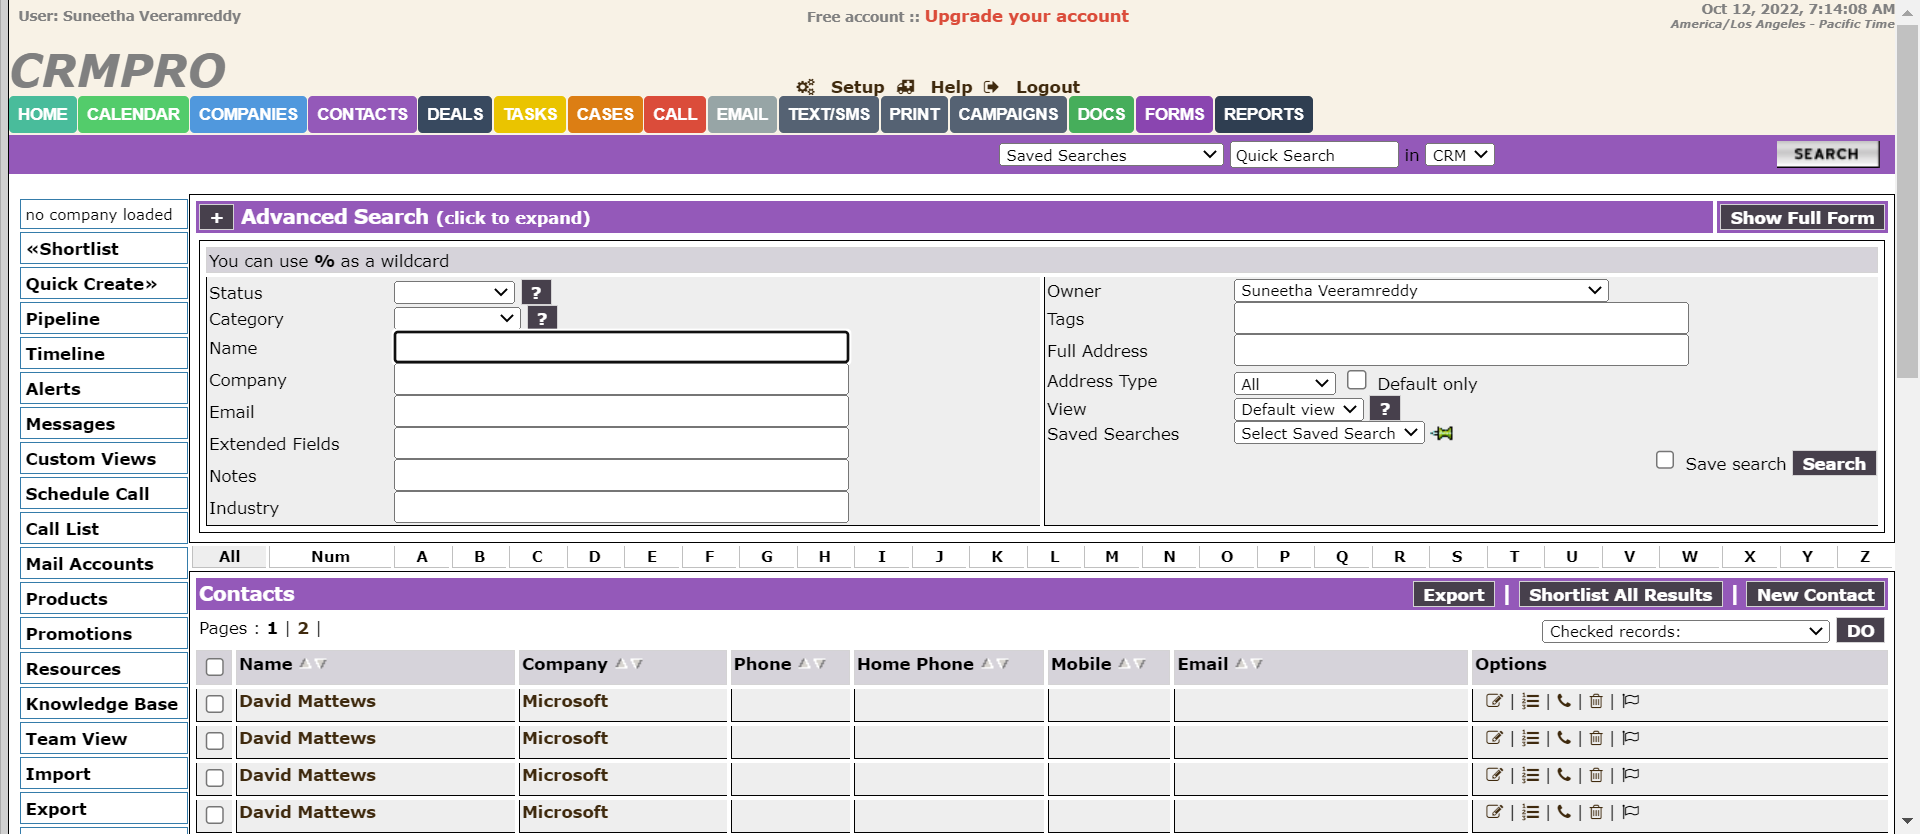 User: Suneetha Veeramreddy
Free account :: Upgrade your account
Oct 12, 2022, 7:14:08 AM
America/Los Angeles - Pacific Time
CRMPRO
Setup Help Logout
HOME CALENDAR COMPANIES CONTACTS DEALS TASKS CASES CALL EMAIL TEXT/SMS PRINT CAMPAIGNS DOCS FORMS REPORTS
Saved Searches Quick Search in CRM SEARCH
no company loaded
«Shortlist
Quick Create»
Pipeline
Timeline
Alerts
Messages
Custom Views
Schedule Call
Call List
Mail Accounts
Products
Promotions
Resources
Knowledge Base
Team View
Import
Export
+ Advanced Search (click to expand) Show Full Form
You can use % as a wildcard
Status ?
Category ?
Name
Company
Email
Extended Fields
Notes
Industry
Owner Suneetha Veeramreddy
Tags
Full Address
Address Type All Default only
View Default view ?
Saved Searches Select Saved Search
Save search Search
All Num A B C D E F G H I J K L M N O P Q R S T U V W X Y Z
Contacts Export | Shortlist All Results | New Contact
Pages : 1 | 2 |
Checked records: DO
Name Company Phone Home Phone Mobile Email Options
David Mattews Microsoft | | | |
David Mattews Microsoft | | | |
David Mattews Microsoft | | | |
David Mattews Microsoft | | | |